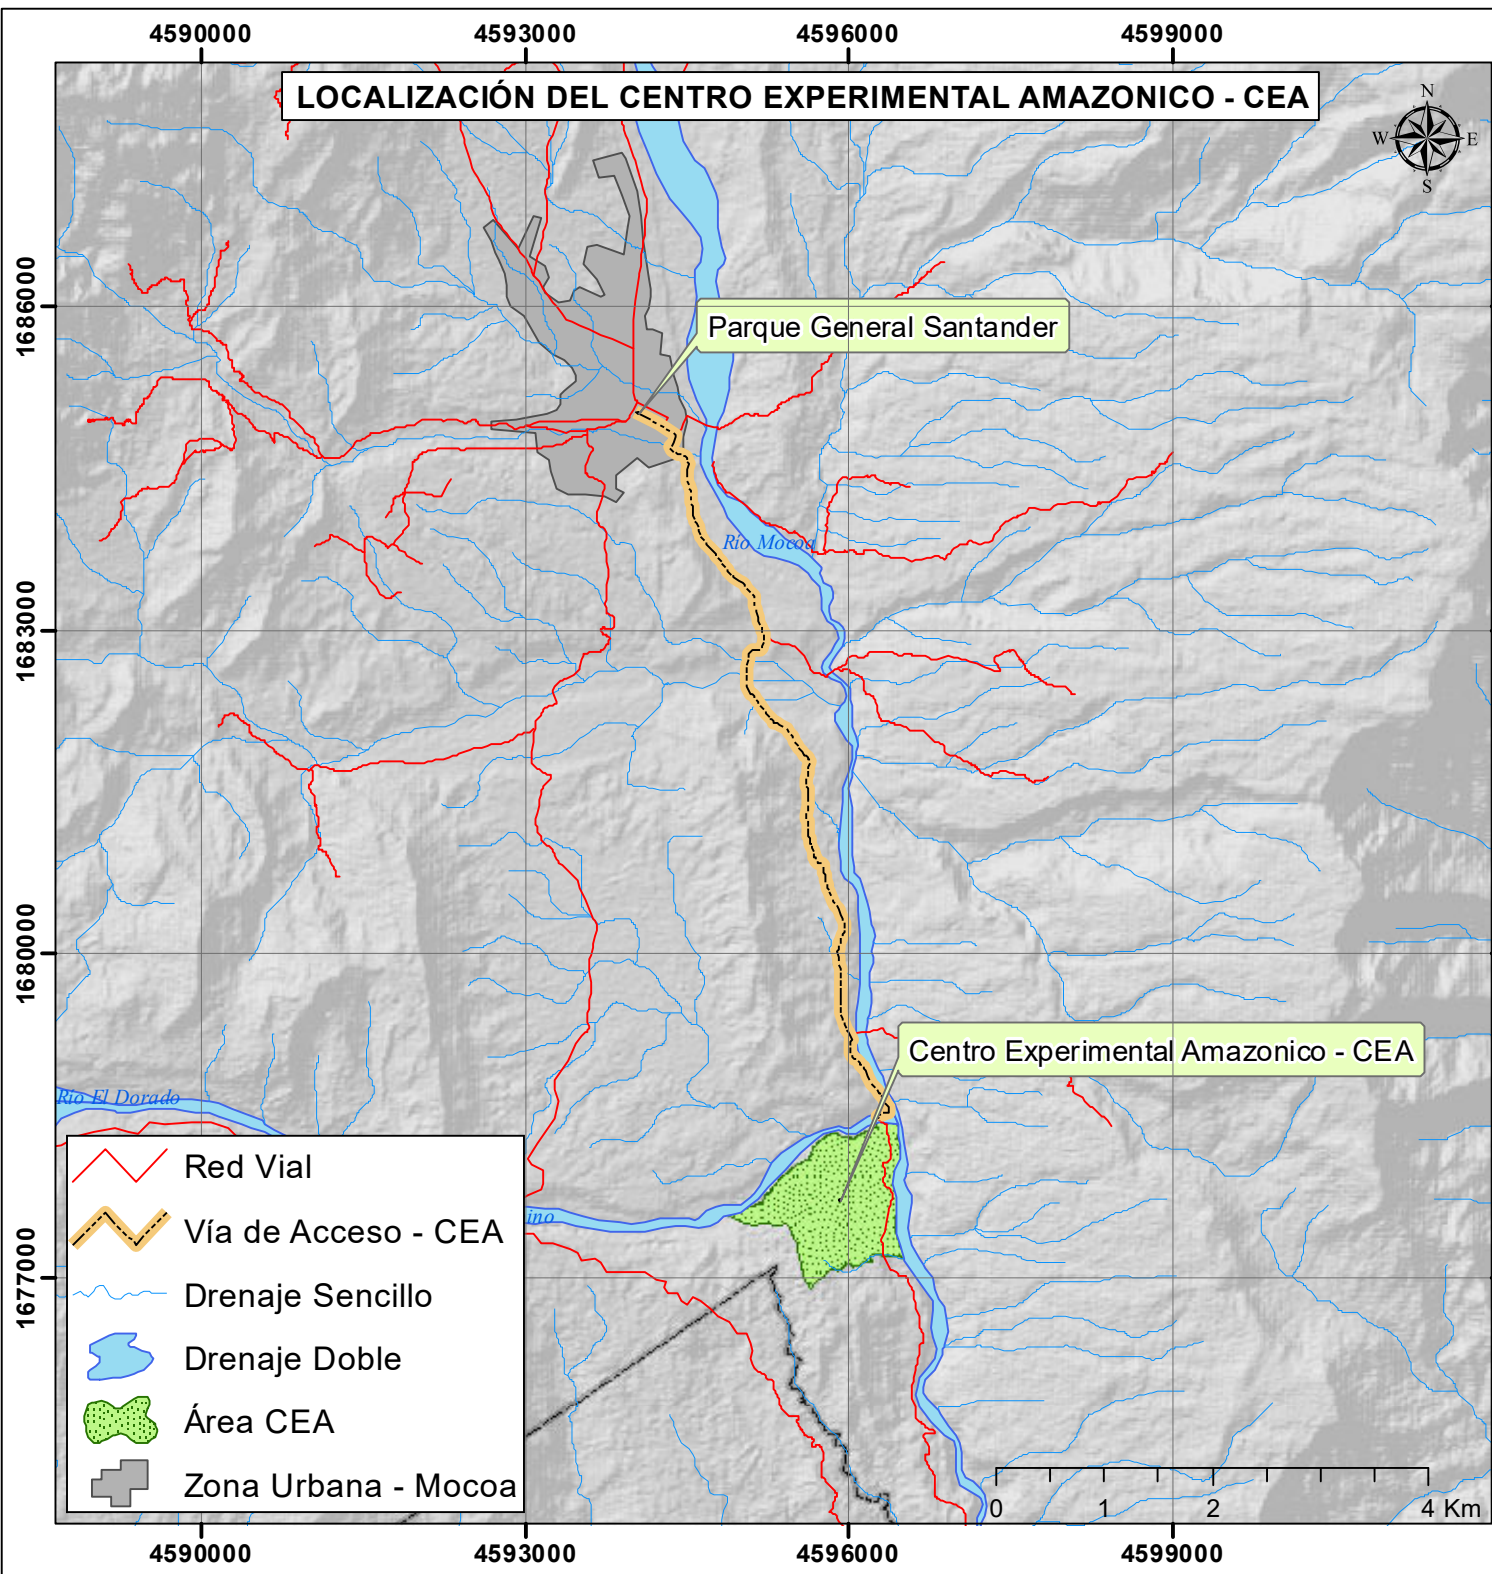 4590000 4593000 4596000 4599000
LOCALIZACIÓN DEL CENTRO EXPERIMENTAL AMAZONICO - CEA
N
W E
S
1686000
Parque General Santander
Río Mocoa
1683000
1680000
Centro Experimental Amazonico - CEA
Río El Dorado
Red Vial
Vía de Acceso - CEA
ino
1677000
Drenaje Sencillo
Drenaje Doble
Área CEA
Zona Urbana - Mocoa
0 1 2 4 Km
4590000 4593000 4596000 4599000